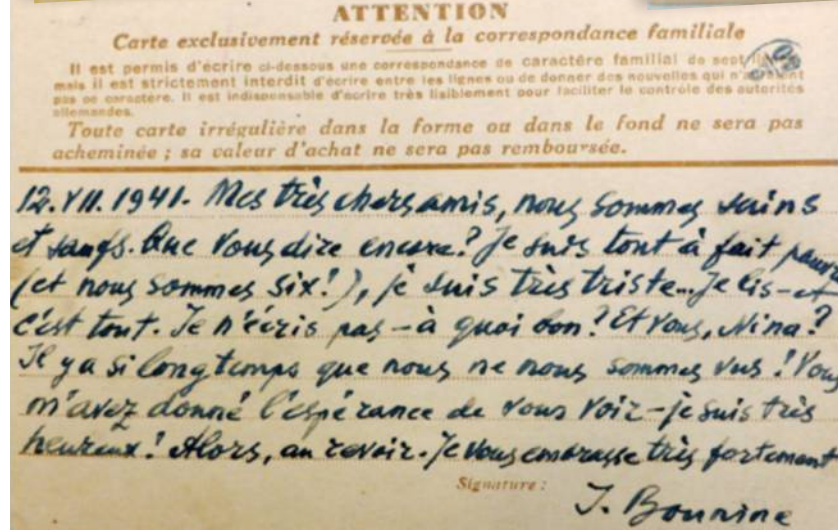 ATTENTION
Carte exclusivement réservée à la correspondance familiale
Il est permis d'écrire ci-dessous une correspondance de caractère familial de sept lignes
mais il est strictement interdit d'écrire entre les lignes ou de donner des nouvelles qui n'auraient
pas ce caractère. Il est indispensable d'écrire très lisiblement pour faciliter le contrôle des autorités
allemandes.
Toute carte irrégulière dans la forme ou dans le fond ne sera pas
acheminée ; sa valeur d'achat ne sera pas remboursée.
12.VII.1941. Mes très chers amis, nous sommes sains
et saufs. Que vous dire encore? Je suis tout à fait pauvre
(et nous sommes six!), je suis très triste... Je lis – et
c'est tout. Je n'écris pas – à quoi bon? Et vous, Nina?
Il y a si longtemps que nous ne nous sommes vus! Vous
m'avez donné l'espérance de vous voir – je suis très
heureux! Alors, au revoir. Je vous embrasse très fortement
Signature :
I. Bounine